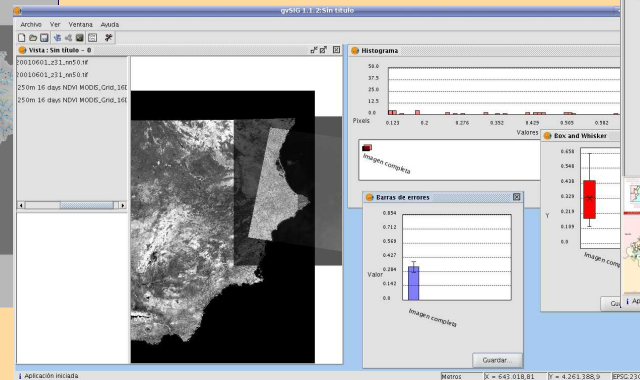 gvSIG 1.1.2:Sin título
Archivo Ver Ventana Ayuda
Vista: Sin título - 0
20010601_z31_nn50.tif
20010601_z31_nn50.tif
250m 16 days NDVI MODIS_Grid_16
250m 16 days NDVI MODIS_Grid_16
Histograma
50.0
37.5
25.0
12.5
0.0
Pixels
0.123 0.2 0.276 0.352 0.429 0.505 0.582
Valores
Imagen completa
Box and Whisker
0.658
0.548
0.438
0.329
0.219
0.109
0.0
Y
Imagen comp
Gu
Barras de errores
0.854
0.712
0.569
0.427
0.284
0.142
0.0
Valor
Imagen completa
Guardar...
Ap
Aplicación iniciada
Metros
X = 643.018,81
Y = 4.261.388,9
EPSG:230